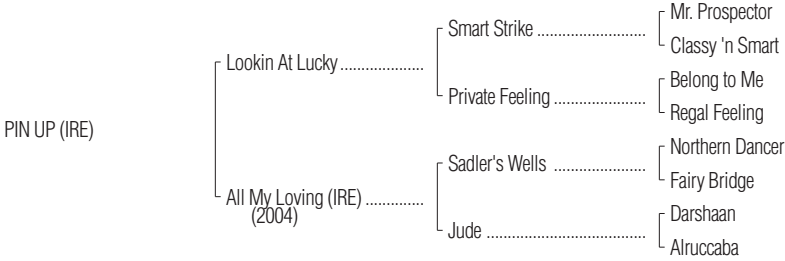 Mr. Prospector
Smart Strike ..........................
Classy 'n Smart
Lookin At Lucky....................
Belong to Me
Private Feeling ......................
Regal Feeling
PIN UP (IRE)
Northern Dancer
Sadler's Wells ......................
Fairy Bridge
All My Loving (IRE) ..............
(2004)
Darshaan
Jude ......................................
Alruccaba